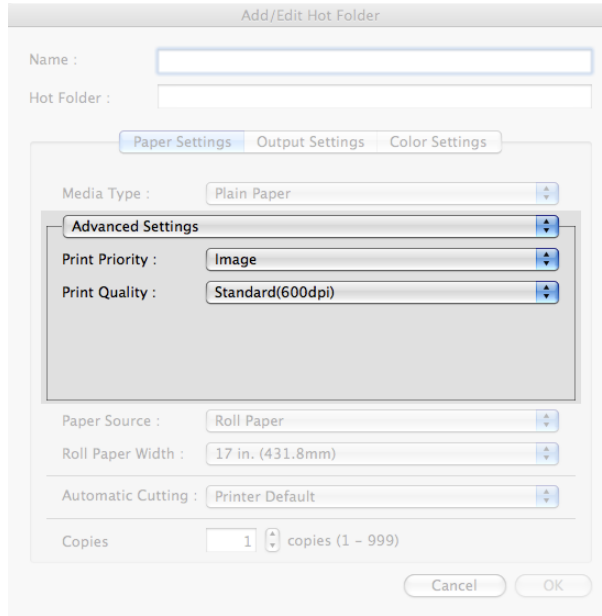 Add/Edit Hot Folder
Name :
Hot Folder :
Paper Settings Output Settings Color Settings
Media Type : Plain Paper
Advanced Settings
Print Priority : Image
Print Quality : Standard(600dpi)
Paper Source : Roll Paper
Roll Paper Width : 17 in. (431.8mm)
Automatic Cutting : Printer Default
Copies 1 copies (1 – 999)
Cancel OK